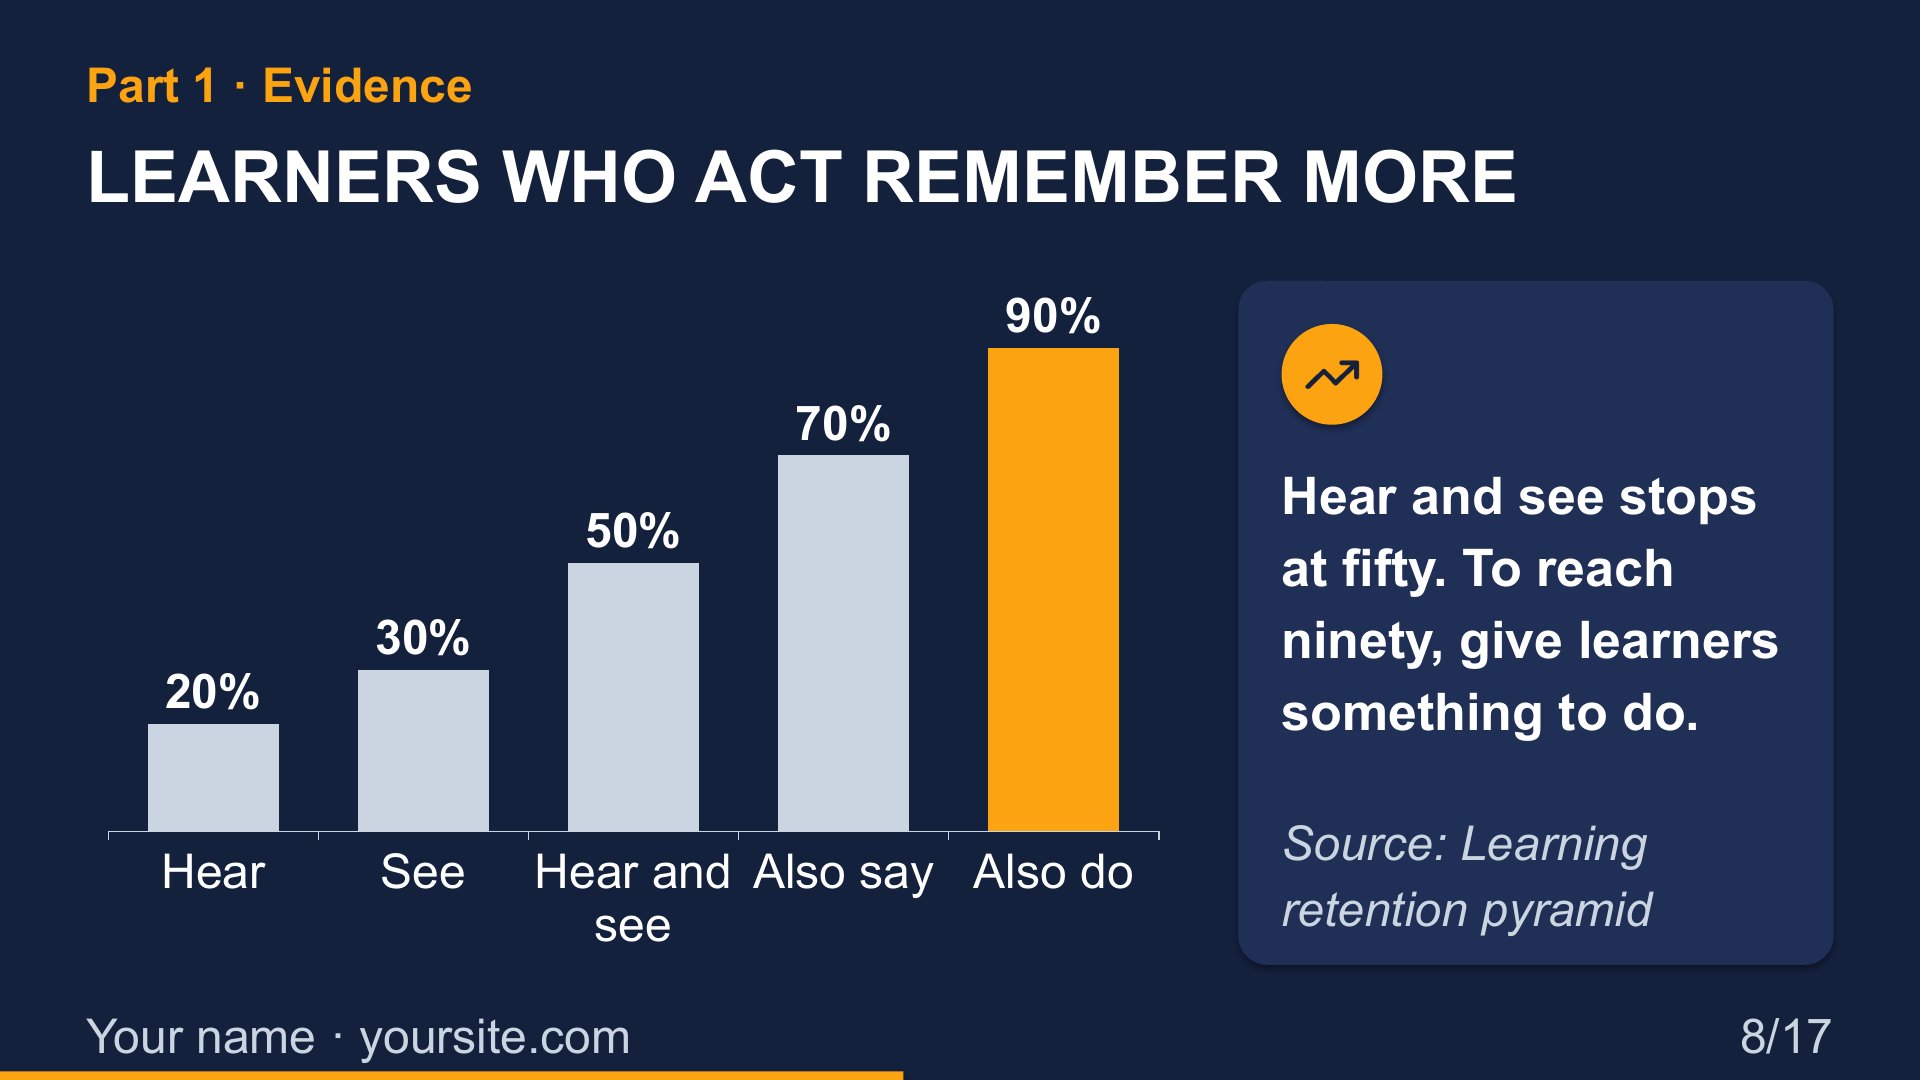 Part 1 · Evidence
LEARNERS WHO ACT REMEMBER MORE
20%
30%
50%
70%
90%
Hear
See
Hear and
see
Also say
Also do
Hear and see stops
at fifty. To reach
ninety, give learners
something to do.
Source: Learning
retention pyramid
Your name · yoursite.com
8/17